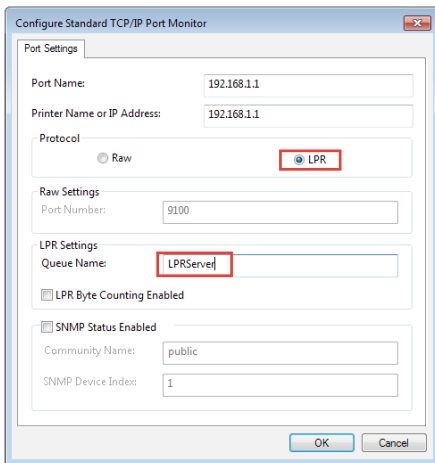 Configure Standard TCP/IP Port Monitor
Port Settings
Port Name: 192.168.1.1
Printer Name or IP Address: 192.168.1.1
Protocol
Raw LPR
Raw Settings
Port Number: 9100
LPR Settings
Queue Name: LPRServer
LPR Byte Counting Enabled
SNMP Status Enabled
Community Name: public
SNMP Device Index: 1
OK Cancel